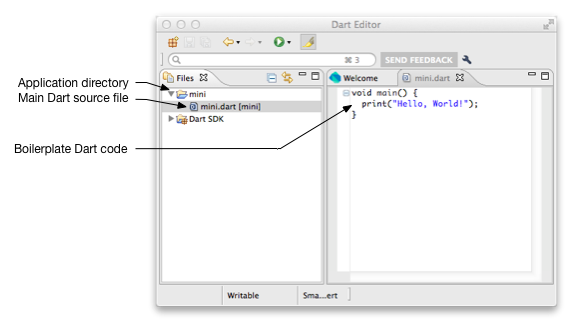 Dart Editor
⌘ 3
SEND FEEDBACK
Files
Welcome
mini.dart
Application directory
mini
void main() {
Main Dart source file
mini.dart [mini]
print("Hello, World!");
Dart SDK
}
Boilerplate Dart code
Writable
Sma...ert